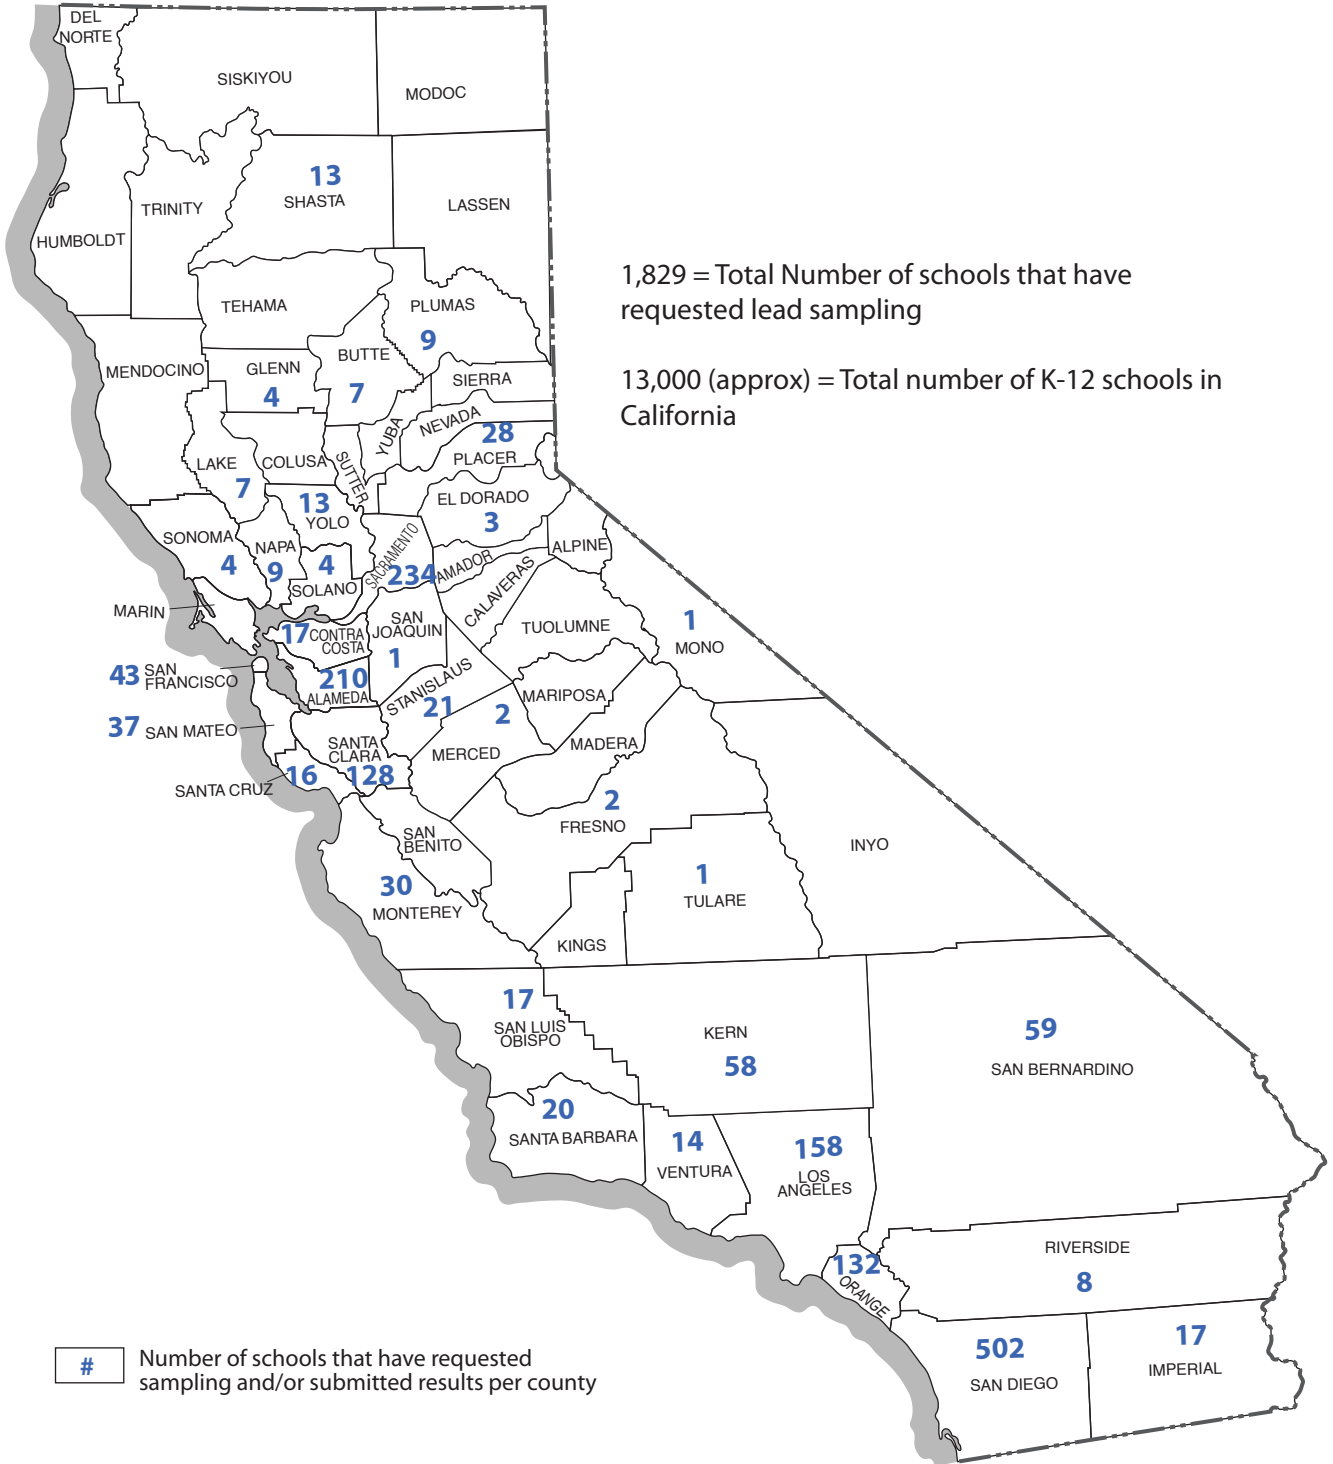 DEL
NORTE
SISKIYOU
MODOC
13
SHASTA
TRINITY
LASSEN
HUMBOLDT
1,829 = Total Number of schools that have
requested lead sampling
TEHAMA
PLUMAS
9
13,000 (approx) = Total number of K-12 schools in
California
MENDOCINO
GLENN
4
BUTTE
7
SIERRA
NEVADA
YUBA
28
PLACER
LAKE
7
COLUSA
SUTTER
13
YOLO
EL DORADO
3
SONOMA
4
NAPA
9
4
SOLANO
SACRAMENTO
234
AMADOR
ALPINE
CALAVERAS
MARIN
17 CONTRA
COSTA
SAN
JOAQUIN
1
TUOLUMNE
1
MONO
43 SAN
FRANCISCO
210
ALAMEDA
STANISLAUS
21
MARIPOSA
37 SAN MATEO
SANTA
CLARA
128
2
MERCED
MADERA
SANTA CRUZ
16
2
FRESNO
SAN
BENITO
INYO
30
MONTEREY
1
TULARE
KINGS
17
SAN LUIS
OBISPO
KERN
58
59
SAN BERNARDINO
20
SANTA BARBARA
14
VENTURA
158
LOS
ANGELES
132
ORANGE
RIVERSIDE
8
502
SAN DIEGO
17
IMPERIAL
# Number of schools that have requested
sampling and/or submitted results per county